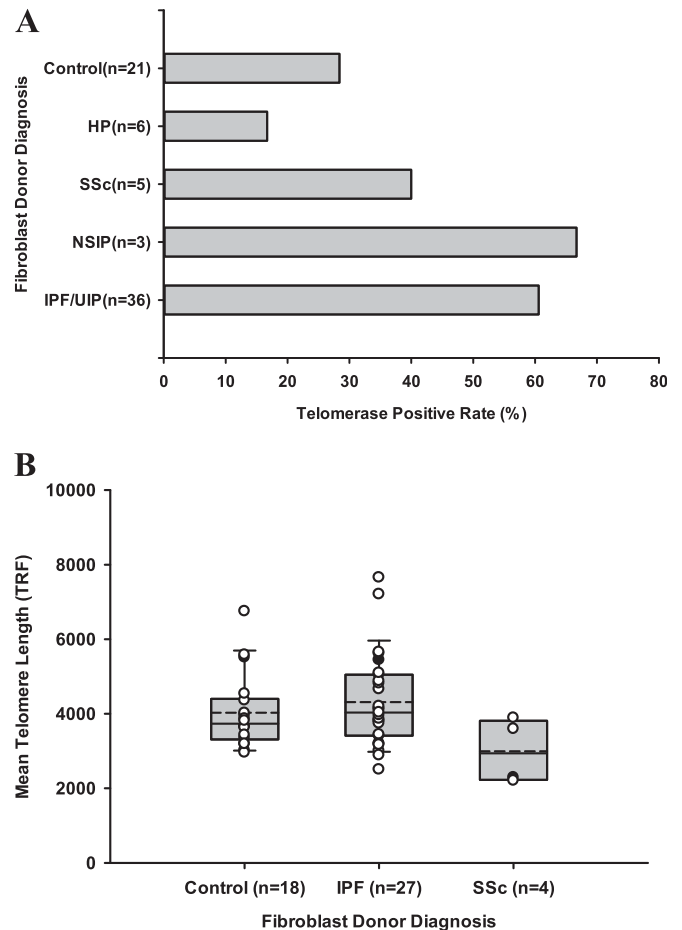 A
Fibroblast Donor Diagnosis
Control(n=21)
HP(n=6)
SSc(n=5)
NSIP(n=3)
IPF/UIP(n=36)
0 10 20 30 40 50 60 70 80
Telomerase Positive Rate (%)
B
Mean Telomere Length (TRF)
10000
8000
6000
4000
2000
0
Control (n=18) IPF (n=27) SSc (n=4)
Fibroblast Donor Diagnosis